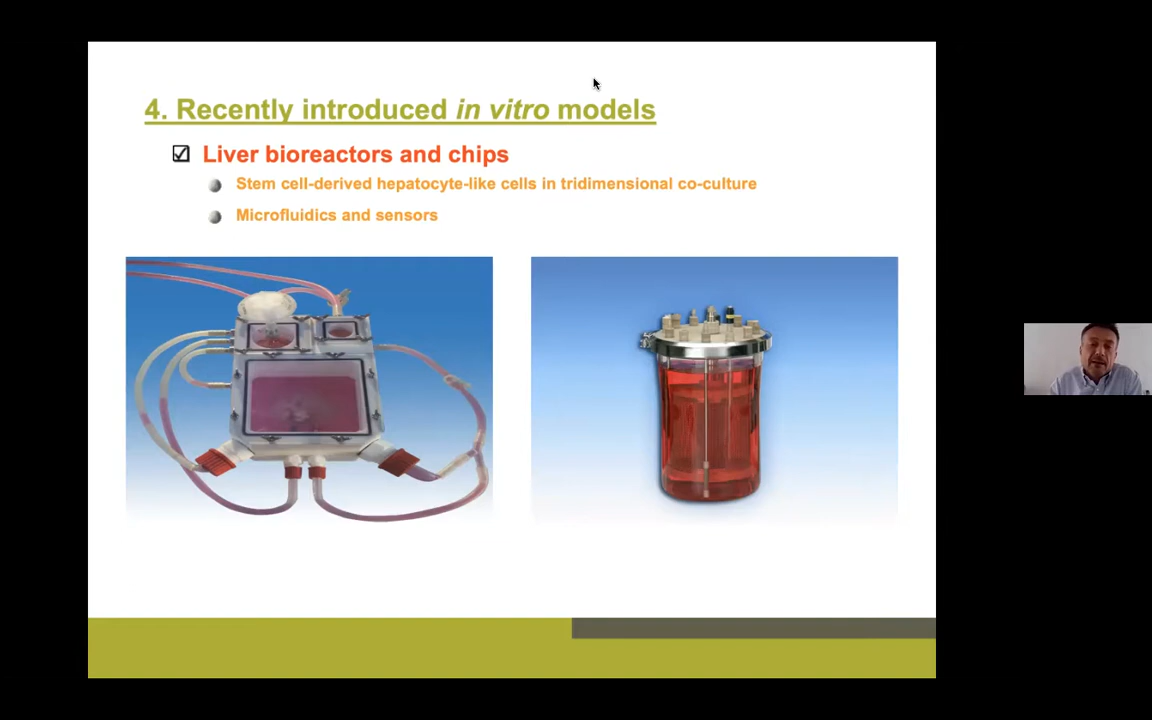 4. Recently introduced in vitro models
Liver bioreactors and chips
Stem cell-derived hepatocyte-like cells in tridimensional co-culture
Microfluidics and sensors